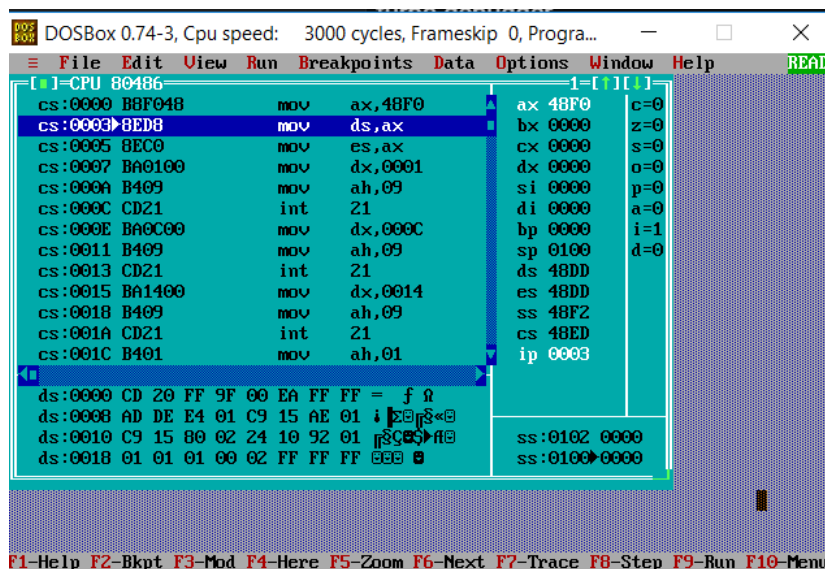 DOSBox 0.74-3, Cpu speed: 3000 cycles, Frameskip 0, Progra...
≡ File Edit View Run Breakpoints Data Options Window Help READ
[■]=CPU 80486 1=[↑][↓]
cs:0000 B8F048 mov ax,48F0 ax 48F0 c=0
cs:0003►8ED8 mov ds,ax bx 0000 z=0
cs:0005 8EC0 mov es,ax cx 0000 s=0
cs:0007 BA0100 mov dx,0001 dx 0000 o=0
cs:000A B409 mov ah,09 si 0000 p=0
cs:000C CD21 int 21 di 0000 a=0
cs:000E BA0C00 mov dx,000C bp 0000 i=1
cs:0011 B409 mov ah,09 sp 0100 d=0
cs:0013 CD21 int 21 ds 48DD
cs:0015 BA1400 mov dx,0014 es 48DD
cs:0018 B409 mov ah,09 ss 48F2
cs:001A CD21 int 21 cs 48ED
cs:001C B401 mov ah,01 ip 0003
ds:0000 CD 20 FF 9F 00 EA FF FF = ƒ Ω
ds:0008 AD DE E4 01 C9 15 AE 01
ds:0010 C9 15 80 02 24 10 92 01 ss:0102 0000
ds:0018 01 01 01 00 02 FF FF FF ss:0100►0000
F1-Help F2-Bkpt F3-Mod F4-Here F5-Zoom F6-Next F7-Trace F8-Step F9-Run F10-Menu